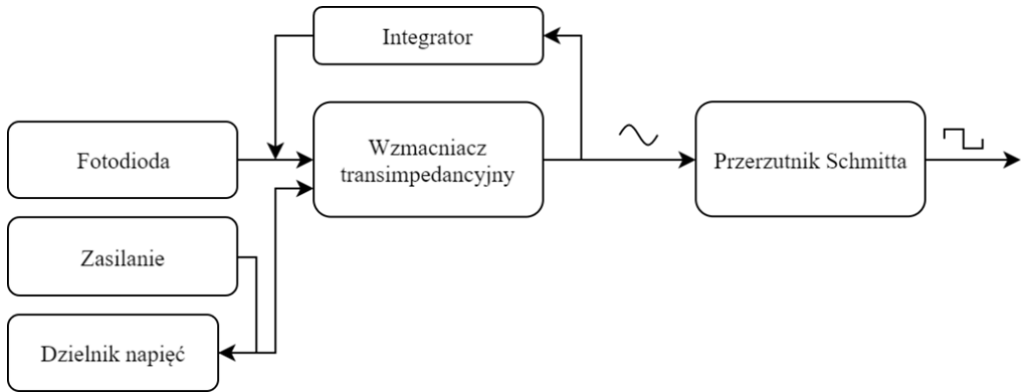 Integrator
Fotodioda
Wzmacniacz
transimpedancyjny
Przerzutnik Schmitta
Zasilanie
Dzielnik napięć